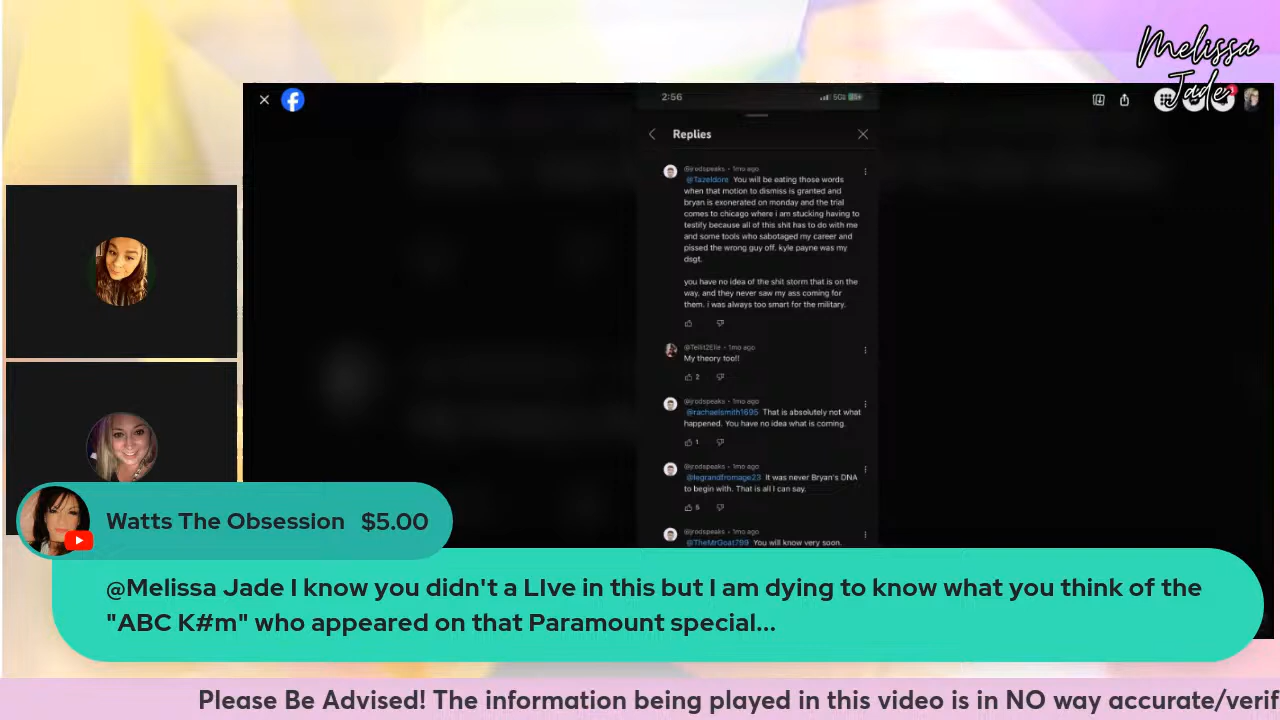 Melissa
Jade
2:56
5G
Replies
@jrodspeaks · 1mo ago
@Tazeldore You will be eating those words
when that motion to dismiss is granted and
bryan is exonerated on monday and the trial
comes to chicago where i am stucking having to
testify because all of this shit has to do with me
and some tools who sabotaged my career and
pissed the wrong guy off. kyle payne was my
dsgt.
you have no idea of the shit storm that is on the
way. and they never saw my ass coming for
them. i was always too smart for the military.
@Tellit2Elle · 1mo ago
My theory too!!
2
@jrodspeaks · 1mo ago
@rachaelsmith1695 That is absolutely not what
happened. You have no idea what is coming.
1
@jrodspeaks · 1mo ago
@legrandfromage23 It was never Bryan's DNA
to begin with. That is all I can say.
@jrodspeaks · 1mo ago
@TheMrGoat799 You will know very soon.
Watts The Obsession $5.00
@Melissa Jade I know you didn't a LIve in this but I am dying to know what you think of the
"ABC K#m" who appeared on that Paramount special...
Please Be Advised! The information being played in this video is in NO way accurate/verif